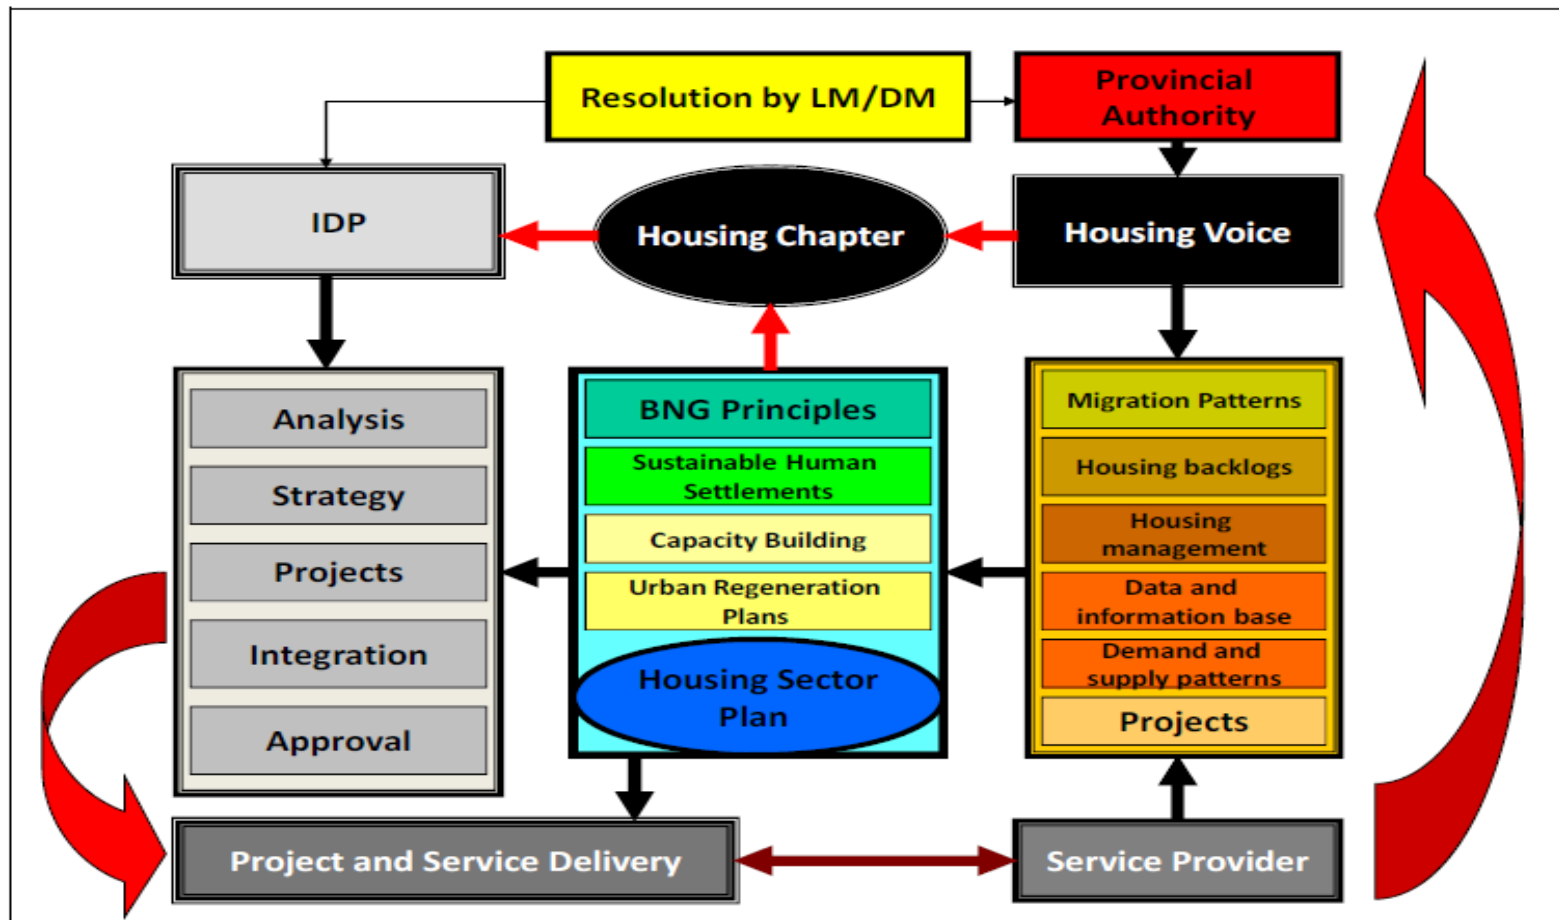 Resolution by LM/DM
Provincial
Authority
IDP
Housing Chapter
Housing Voice
Analysis
Strategy
Projects
Integration
Approval
BNG Principles
Sustainable Human
Settlements
Capacity Building
Urban Regeneration
Plans
Housing Sector
Plan
Migration Patterns
Housing backlogs
Housing
management
Data and
information base
Demand and
supply patterns
Projects
Project and Service Delivery
Service Provider